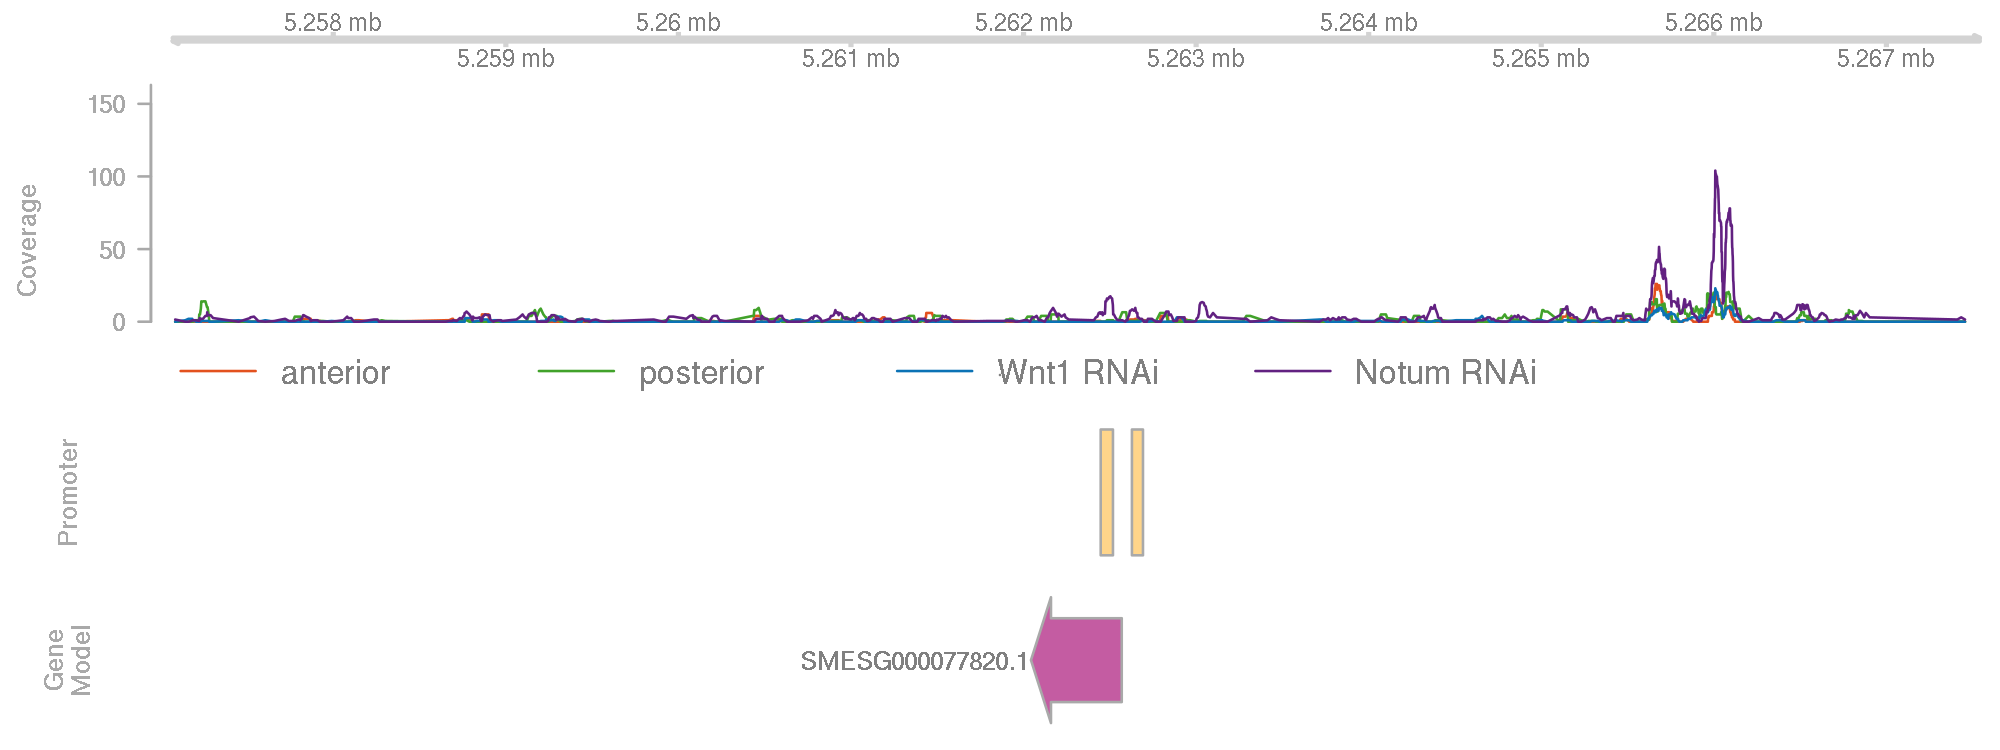 5.258 mb 5.26 mb 5.262 mb 5.264 mb 5.266 mb
5.259 mb 5.261 mb 5.263 mb 5.265 mb 5.267 mb
150
100
50
0
Coverage
anterior posterior Wnt1 RNAi Notum RNAi
Promoter
Gene
Model
SMESG000077820.1